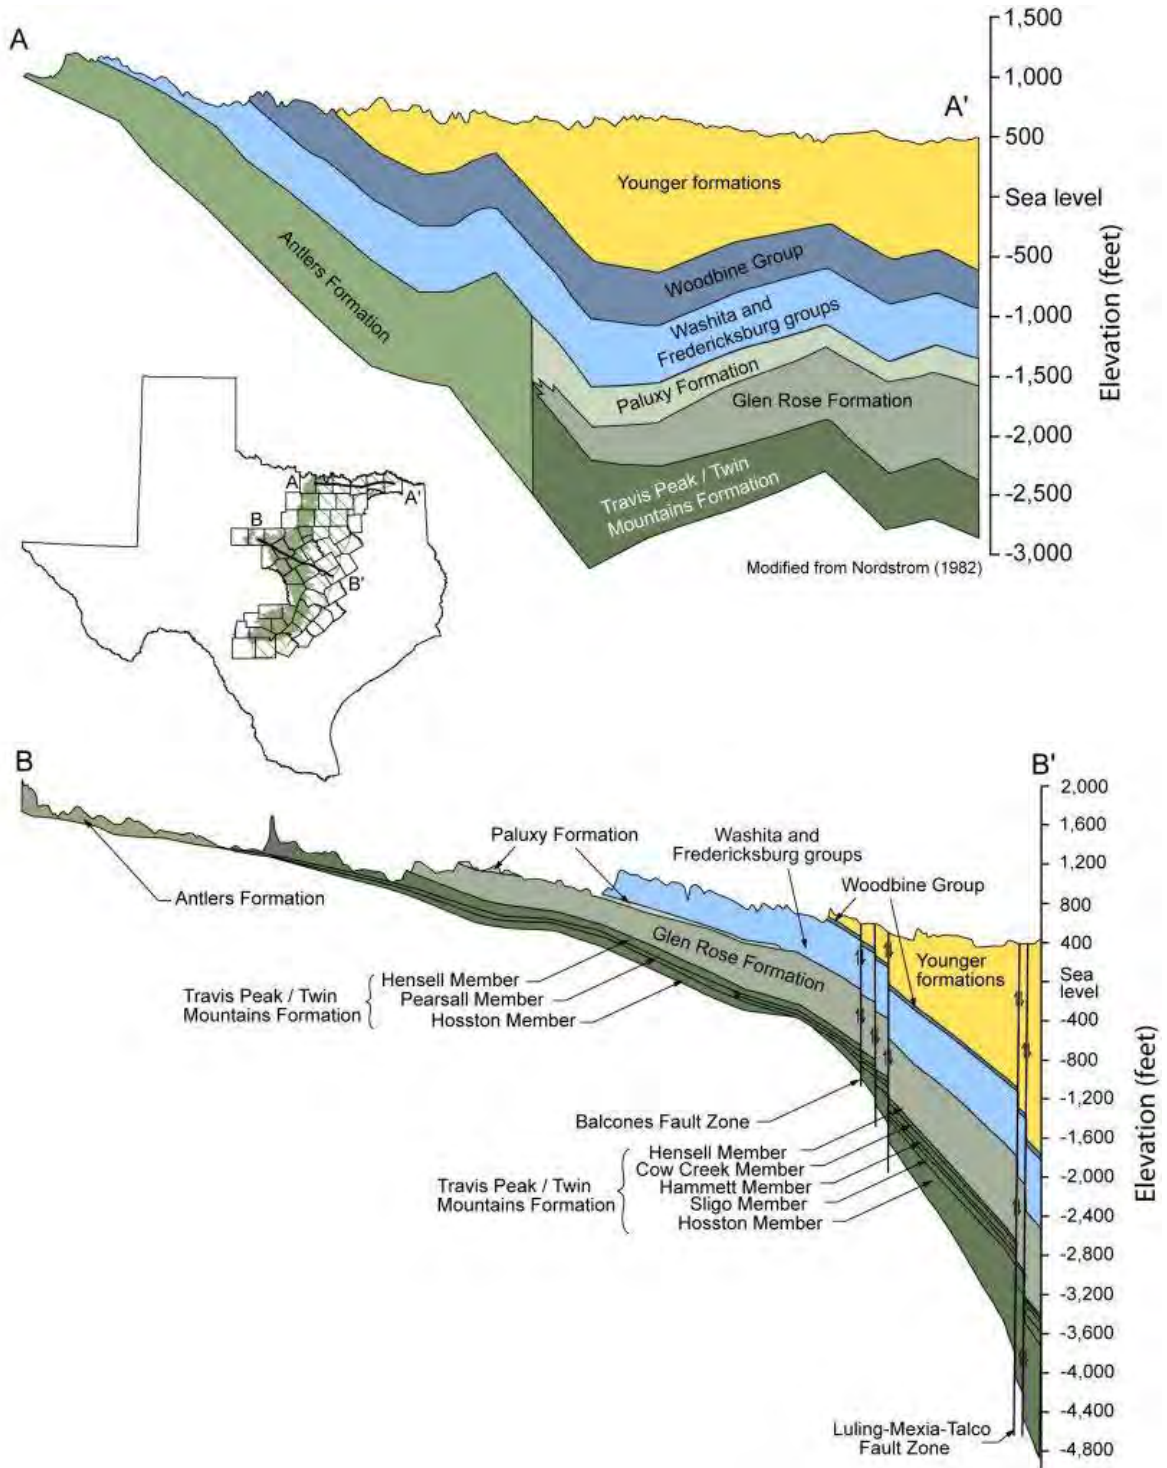 A
A'
1,500
1,000
500
Sea level
-500
-1,000
-1,500
-2,000
-2,500
-3,000
Elevation (feet)
Younger formations
Woodbine Group
Washita and
Fredericksburg groups
Paluxy Formation
Glen Rose Formation
Travis Peak / Twin
Mountains Formation
Antlers
Formation
Modified from Nordstrom (1982)
A
A'
B
B'
B
B'
2,000
1,600
1,200
800
400
Sea
level
-400
-800
-1,200
-1,600
-2,000
-2,400
-2,800
-3,200
-3,600
-4,000
-4,400
-4,800
Elevation (feet)
Paluxy Formation
Washita and
Fredericksburg groups
Woodbine Group
Antlers Formation
Glen Rose Formation
Younger
formations
Travis Peak / Twin
Mountains Formation
Hensell Member
Pearsall Member
Hosston Member
Balcones Fault Zone
Travis Peak / Twin
Mountains Formation
Hensell Member
Cow Creek Member
Hammett Member
Sligo Member
Hosston Member
Luling-Mexia-Talco
Fault Zone